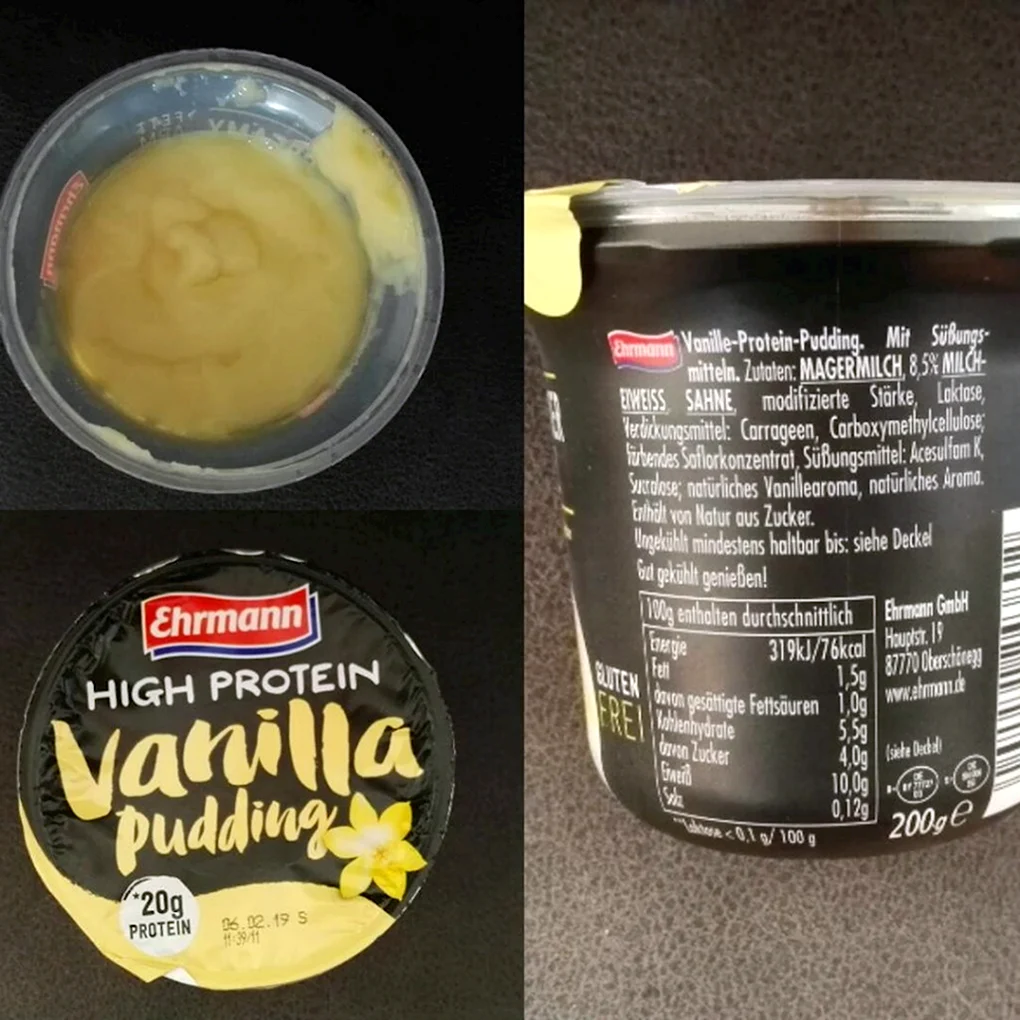 Ehrmann
Ehrmann
HIGH PROTEIN
Vanilla
pudding
*20g
PROTEIN
06.02.19 S
11:39/11
Ehrmann
Vanille-Protein-Pudding. Mit Süßungs-
mitteln. Zutaten: MAGERMILCH, 8,5% MILCH-
EIWEISS, SAHNE, modifizierte Stärke, Laktase,
Verdickungsmittel: Carrageen, Carboxymethylcellulose;
färbendes Saflorkonzentrat, Süßungsmittel: Acesulfam K,
Sucralose; natürliches Vanillearoma, natürliches Aroma.
Enthält von Natur aus Zucker.
Ungekühlt mindestens haltbar bis: siehe Deckel
Gut gekühlt genießen!
100g enthalten durchschnittlich
Energie 319kJ/76kcal
Fett 1,5g
davon gesättigte Fettsäuren 1,0g
Kohlenhydrate 5,5g
davon Zucker 4,0g
Eiweiß 10,0g
Salz 0,12g
**Laktose < 0,1 g/ 100 g
Ehrmann GmbH
Hauptstr. 19
87770 Oberschönegg
www.ehrmann.de
(siehe Deckel)
200g e
GLUTEN
FREI